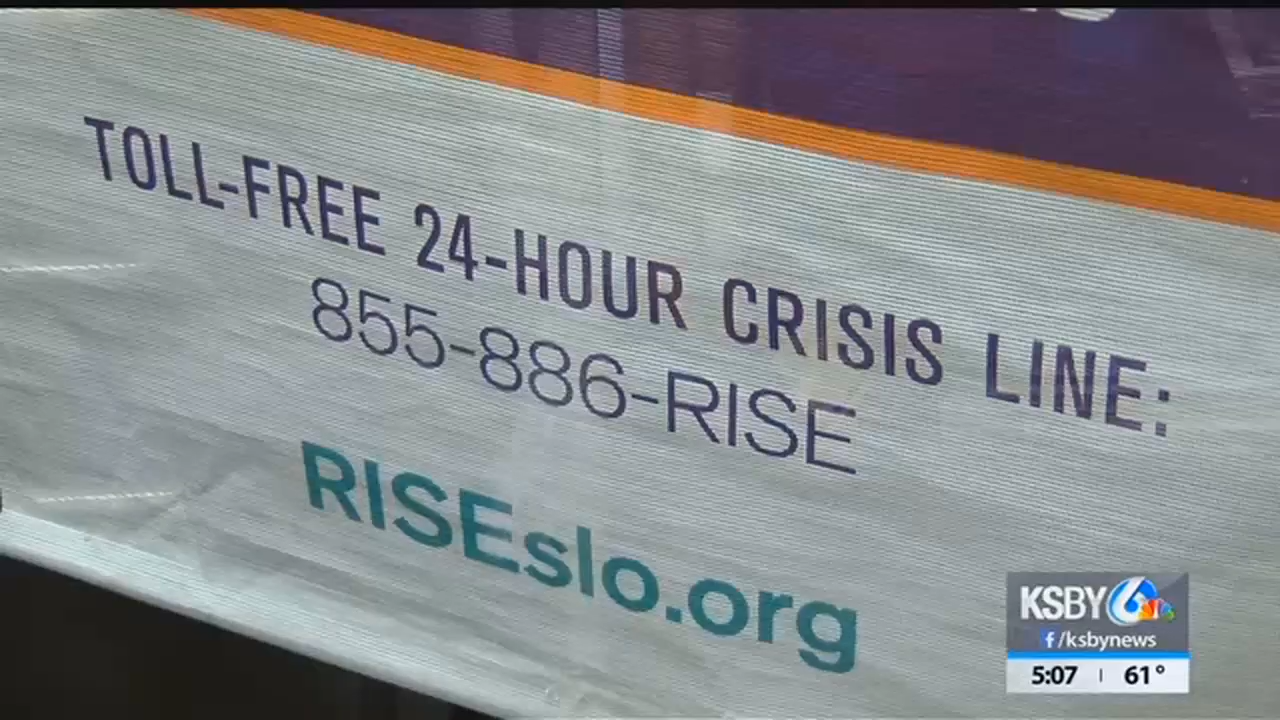 TOLL-FREE 24-HOUR CRISIS LINE:
855-886-RISE
RISEslo.org
KSBY 6
f/ksbynews
5:07 61°